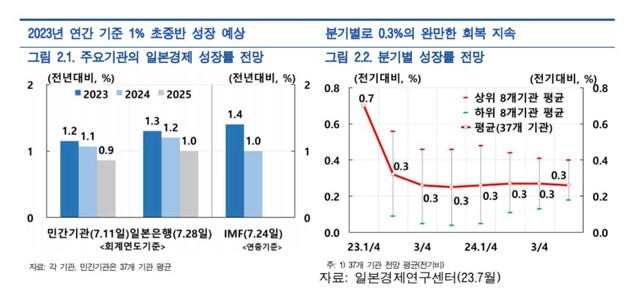 2023년 연간 기준 1% 초중반 성장 예상
그림 2.1. 주요기관의 일본경제 성장률 전망
(전년대비, %)
(전년대비, %)
2
2
2023
2024
2025
1.2
1.1
0.9
1.3
1.2
1.0
1.4
1.0
1
1
0
0
민간기관(7.11일)
일본은행(7.28일)
IMF(7.24일)
<회계연도기준>
<연중기준>
자료: 각 기관, 민간기관은 37개 기관 평균
분기별로 0.3%의 완만한 회복 지속
그림 2.2. 분기별 성장률 전망
(전기대비, %)
(전기대비, %)
0.8
0.8
0.7
상위 8개기관 평균
하위 8개기관 평균
평균(37개 기관)
0.6
0.6
0.4
0.4
0.3
0.3
0.3
0.3
0.3
0.3
0.3
0.2
0.2
0.0
0.0
23.1/4
3/4
24.1/4
3/4
주: 1) 37개 기관 전망 평균(전기비)
자료: 일본경제연구센터(23.7월)